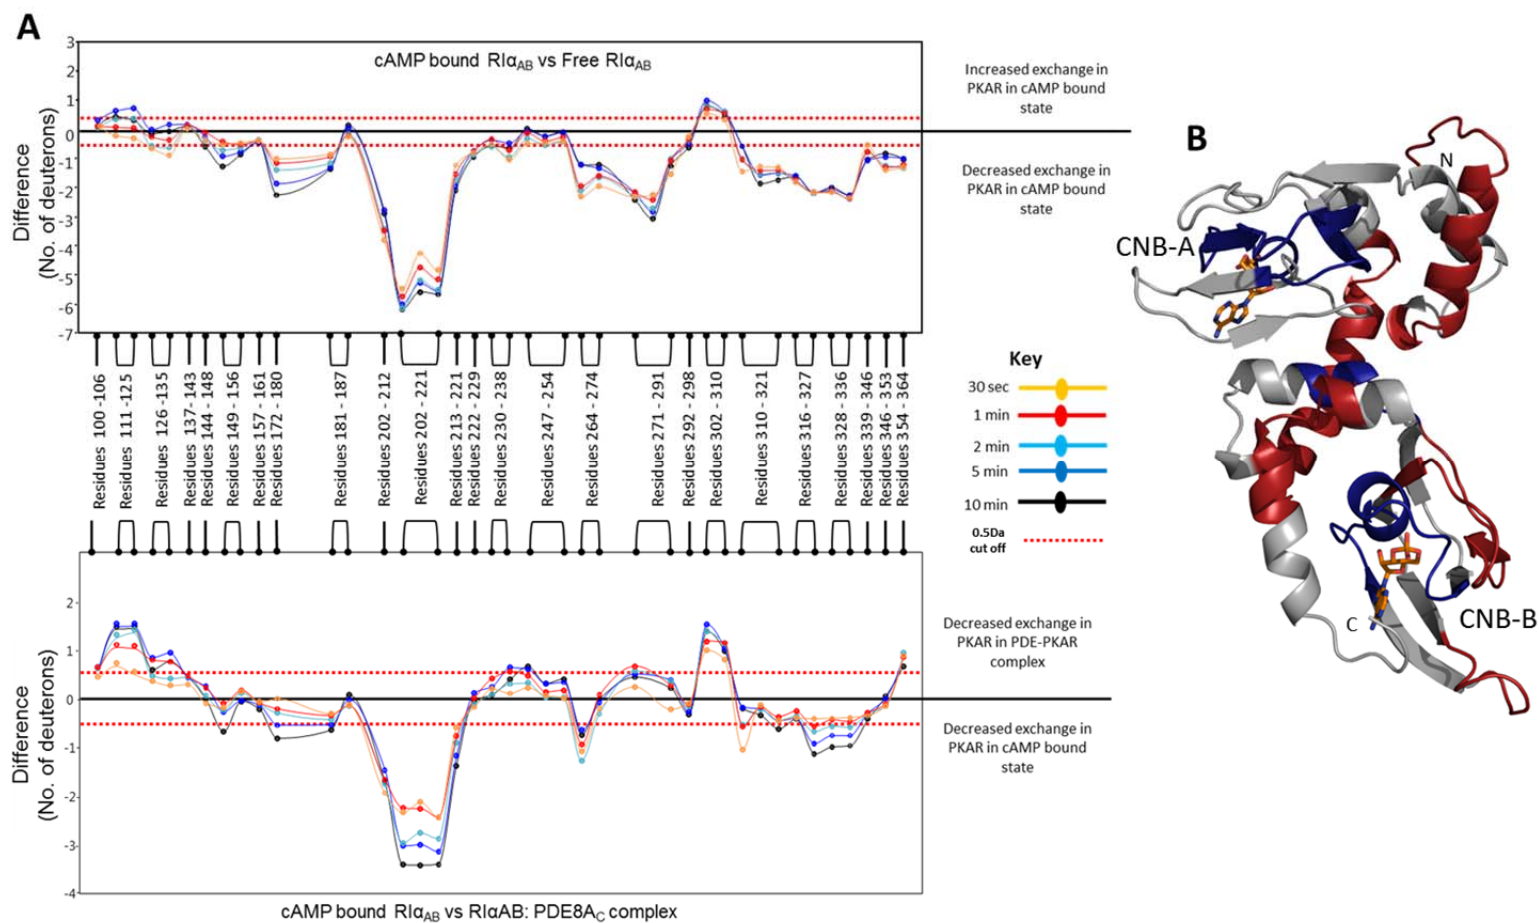 A
3
2
1
0
-1
-2
-3
-4
-5
-6
-7
Difference
(No. of deuterons)
cAMP bound RIαAB vs Free RIαAB
Increased exchange in
PKAR in cAMP bound
state
Decreased exchange in
PKAR in cAMP bound
state
B
N
CNB-A
CNB-B
C
Residues 100 -106
Residues 111 -125
Residues 126 -135
Residues 137 -143
Residues 144 -148
Residues 149 -156
Residues 157 -161
Residues 172 -180
Residues 181 - 187
Residues 202 - 212
Residues 202 - 221
Residues 213 - 221
Residues 222 - 229
Residues 230 - 238
Residues 247 - 254
Residues 264 - 274
Residues 271 - 291
Residues 292 - 298
Residues 302 - 310
Residues 310 - 321
Residues 316 - 327
Residues 328 - 336
Residues 339 - 346
Residues 346 - 353
Residues 354 - 364
Key
30 sec
1 min
2 min
5 min
10 min
0.5Da
cut off
2
1
0
-1
-2
-3
-4
Difference
(No. of deuterons)
Decreased exchange in
PKAR in PDE-PKAR
complex
Decreased exchange in
PKAR in cAMP bound
state
cAMP bound RIαAB vs RIαAB: PDE8AC complex